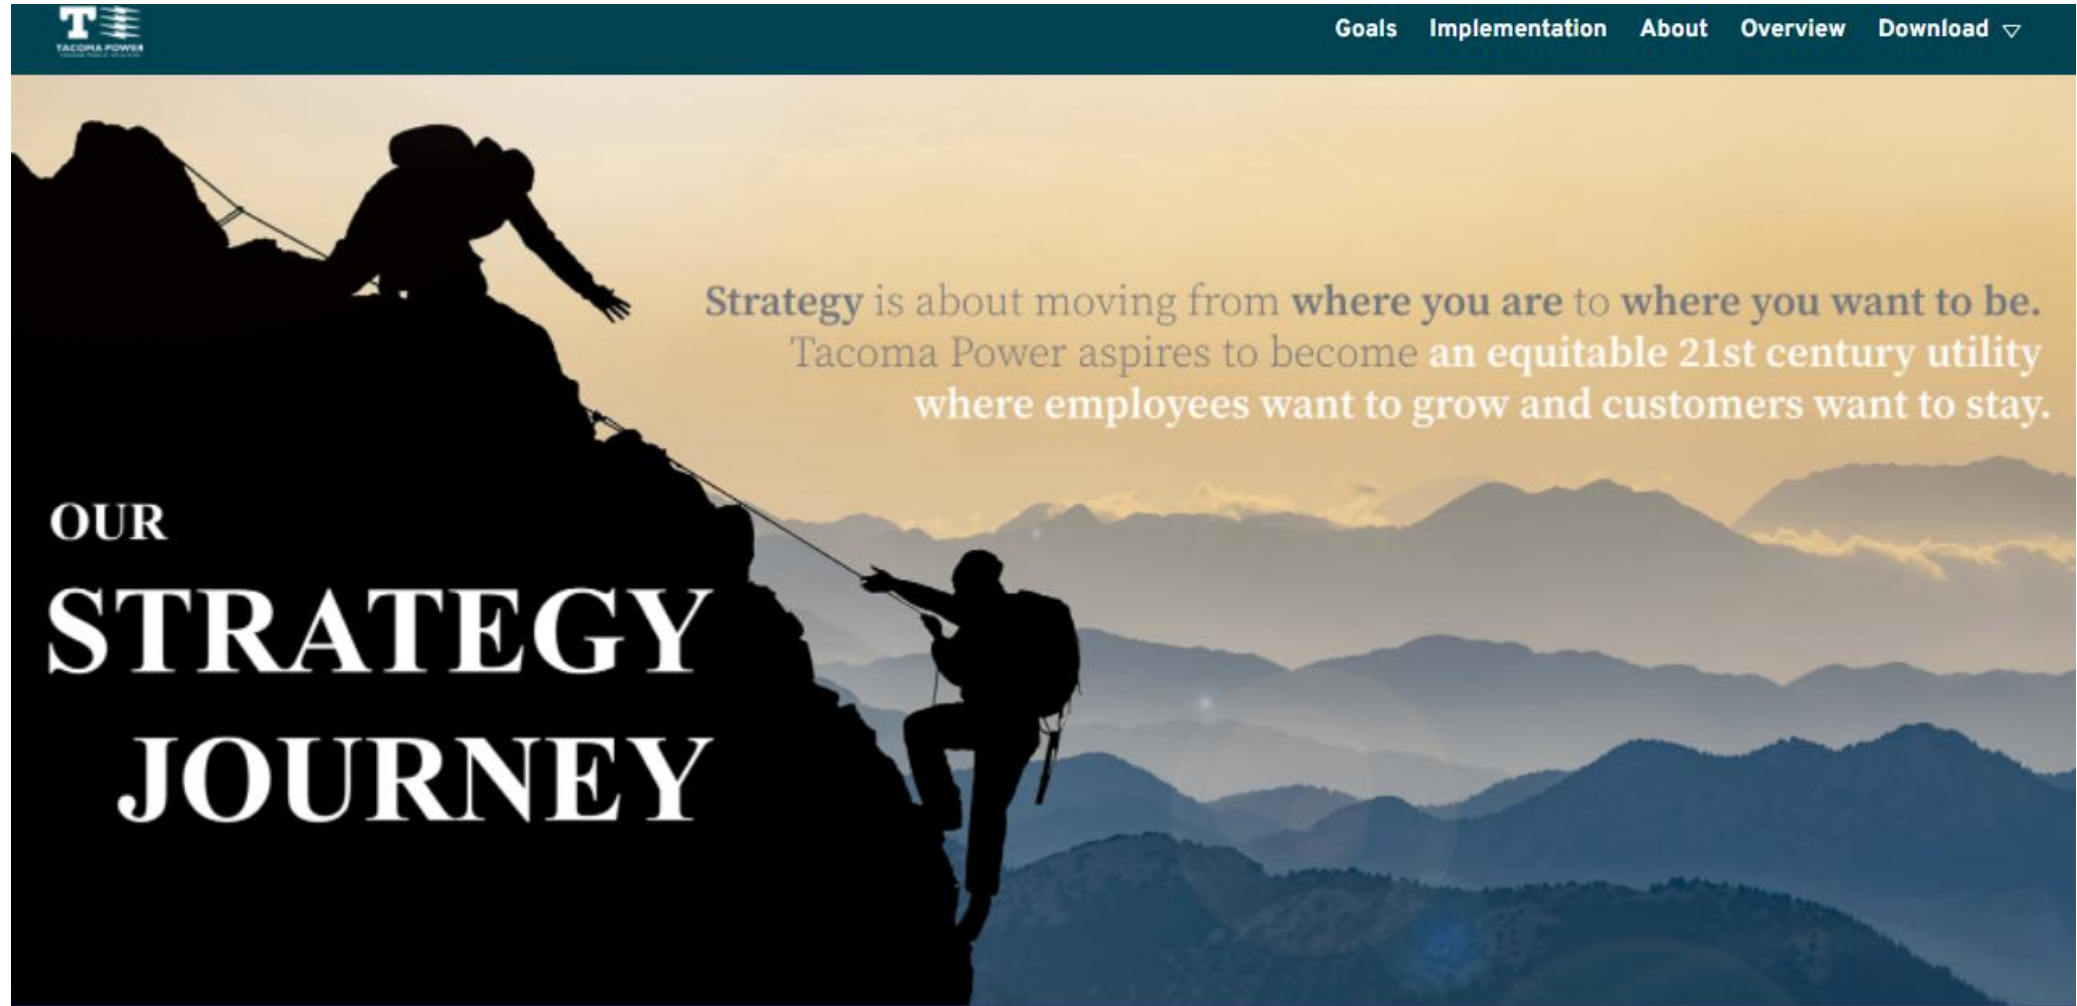 TACOMA POWER
Goals Implementation About Overview Download
Strategy is about moving from where you are to where you want to be.
Tacoma Power aspires to become an equitable 21st century utility
where employees want to grow and customers want to stay.
OUR
STRATEGY
JOURNEY